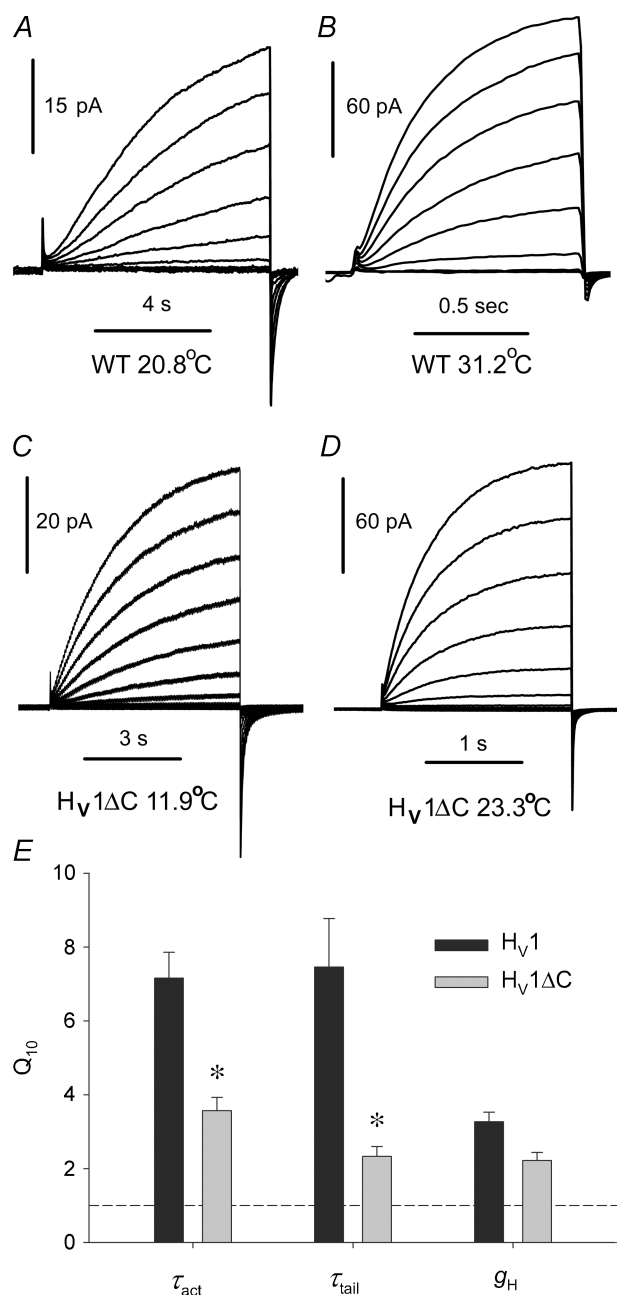 A
B
15 pA
60 pA
4 s
0.5 sec
WT 20.8°C
WT 31.2°C
C
D
20 pA
60 pA
3 s
1 s
HV1ΔC 11.9°C
HV1ΔC 23.3°C
E
10
8
6
4
2
0
Q10
HV1
HV1ΔC
*
*
τact
τtail
gH